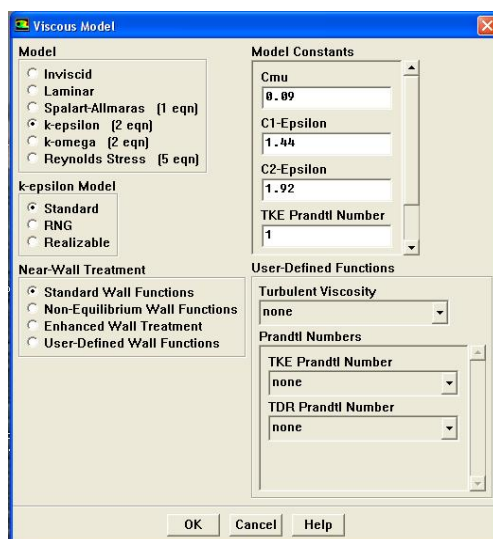 Viscous Model
Model
Inviscid
Laminar
Spalart-Allmaras (1 eqn)
k-epsilon (2 eqn)
k-omega (2 eqn)
Reynolds Stress (5 eqn)
k-epsilon Model
Standard
RNG
Realizable
Near-Wall Treatment
Standard Wall Functions
Non-Equilibrium Wall Functions
Enhanced Wall Treatment
User-Defined Wall Functions
Model Constants
Cmu
0.09
C1-Epsilon
1.44
C2-Epsilon
1.92
TKE Prandtl Number
1
User-Defined Functions
Turbulent Viscosity
none
Prandtl Numbers
TKE Prandtl Number
none
TDR Prandtl Number
none
OK Cancel Help